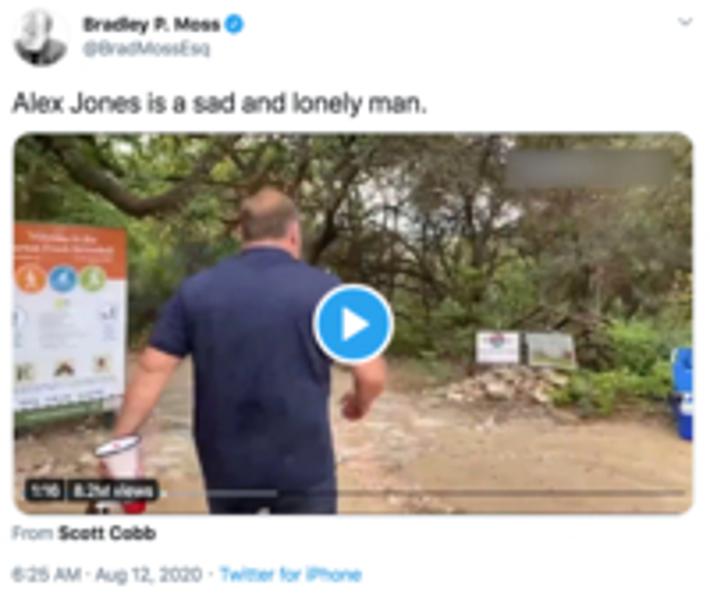 Bradley P. Moss
@BradMossEsq
Alex Jones is a sad and lonely man.
1:16 8.2M views
From Scott Cobb
6:25 AM · Aug 12, 2020 · Twitter for iPhone